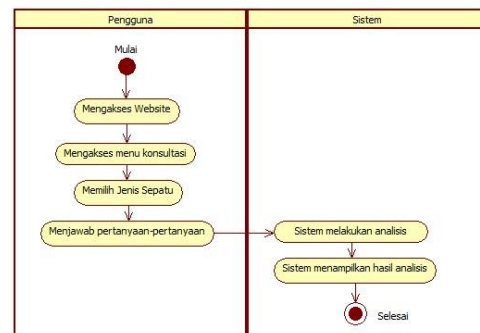 Pengguna
Sistem
Mulai
Mengakses Website
Mengakses menu konsultasi
Memilih Jenis Sepatu
Menjawab pertanyaan-pertanyaan
Sistem melakukan analisis
Sistem menampilkan hasil analisis
Selesai